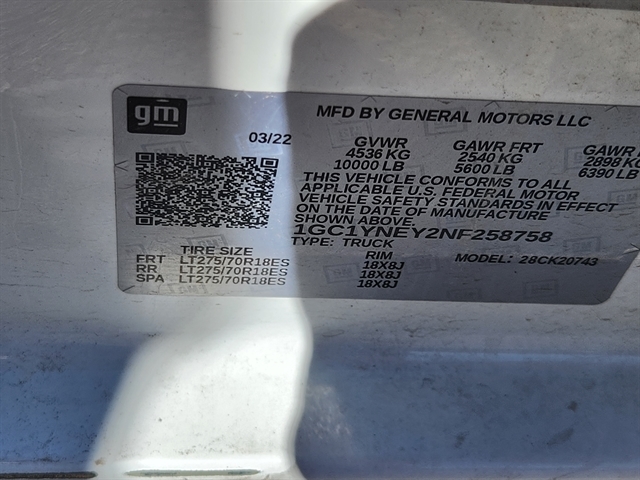 gm
MFD BY GENERAL MOTORS LLC
03/22
GVWR GAWR FRT GAWR
4536 KG 2540 KG 2898 KG
10000 LB 5600 LB 6390 LB
THIS VEHICLE CONFORMS TO ALL
APPLICABLE U.S. FEDERAL MOTOR
VEHICLE SAFETY STANDARDS IN EFFECT
ON THE DATE OF MANUFACTURE
SHOWN ABOVE.
1GC1YNEY2NF258758
TYPE: TRUCK
TIRE SIZE RIM MODEL: 28CK20743
FRT LT275/70R18ES 18X8J
RR LT275/70R18ES 18X8J
SPA LT275/70R18ES 18X8J